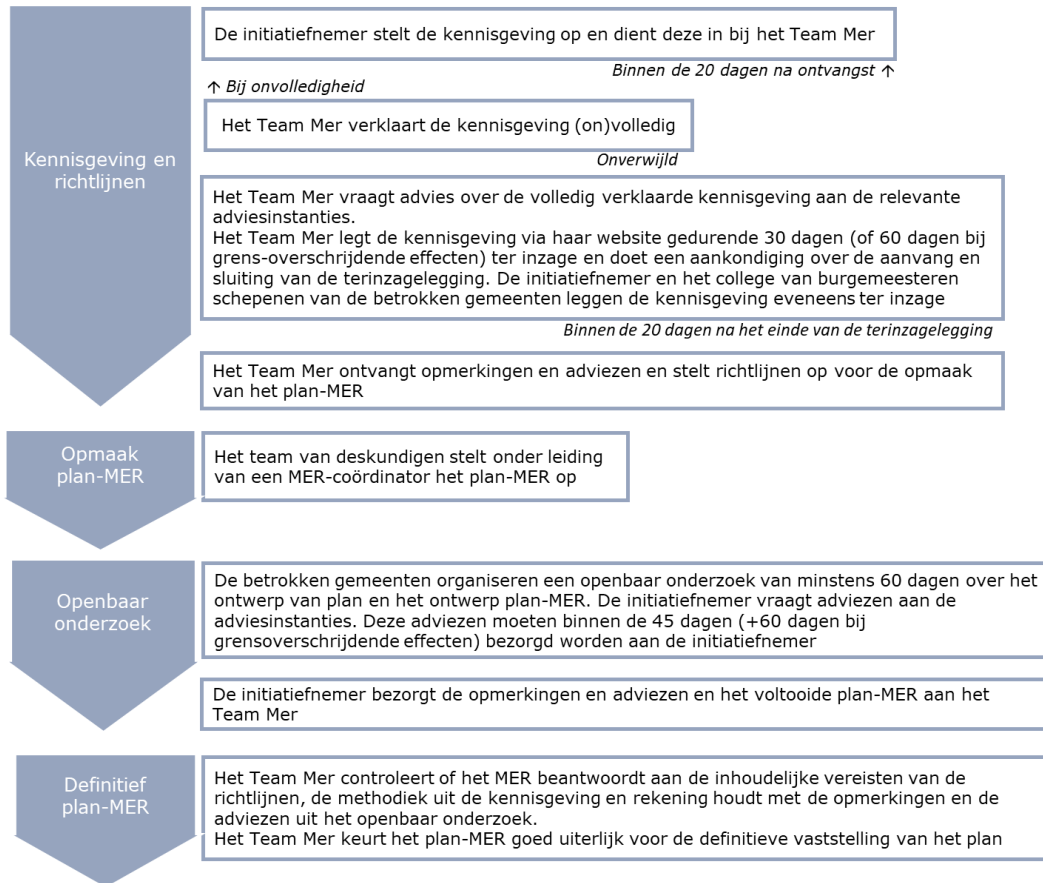 De initiatiefnemer stelt de kennisgeving op en dient deze in bij het Team Mer
Binnen de 20 dagen na ontvangst ↑
↑ Bij onvolledigheid
Het Team Mer verklaart de kennisgeving (on)volledig
Onverwijld
Kennisgeving en
richtlijnen
Het Team Mer vraagt advies over de volledig verklaarde kennisgeving aan de relevante
adviesinstanties.
Het Team Mer legt de kennisgeving via haar website gedurende 30 dagen (of 60 dagen bij
grens-overschrijdende effecten) ter inzage en doet een aankondiging over de aanvang en
sluiting van de terinzagelegging. De initiatiefnemer en het college van burgemeesteren
schepenen van de betrokken gemeenten leggen de kennisgeving eveneens ter inzage
Binnen de 20 dagen na het einde van de terinzagelegging
Het Team Mer ontvangt opmerkingen en adviezen en stelt richtlijnen op voor de opmaak
van het plan-MER
Opmaak
plan-MER
Het team van deskundigen stelt onder leiding
van een MER-coördinator het plan-MER op
Openbaar
onderzoek
De betrokken gemeenten organiseren een openbaar onderzoek van minstens 60 dagen over het
ontwerp van plan en het ontwerp plan-MER. De initiatiefnemer vraagt adviezen aan de
adviesinstanties. Deze adviezen moeten binnen de 45 dagen (+60 dagen bij
grensoverschrijdende effecten) bezorgd worden aan de initiatiefnemer
De initiatiefnemer bezorgt de opmerkingen en adviezen en het voltooide plan-MER aan het
Team Mer
Definitief
plan-MER
Het Team Mer controleert of het MER beantwoordt aan de inhoudelijke vereisten van de
richtlijnen, de methodiek uit de kennisgeving en rekening houdt met de opmerkingen en de
adviezen uit het openbaar onderzoek.
Het Team Mer keurt het plan-MER goed uiterlijk voor de definitieve vaststelling van het plan